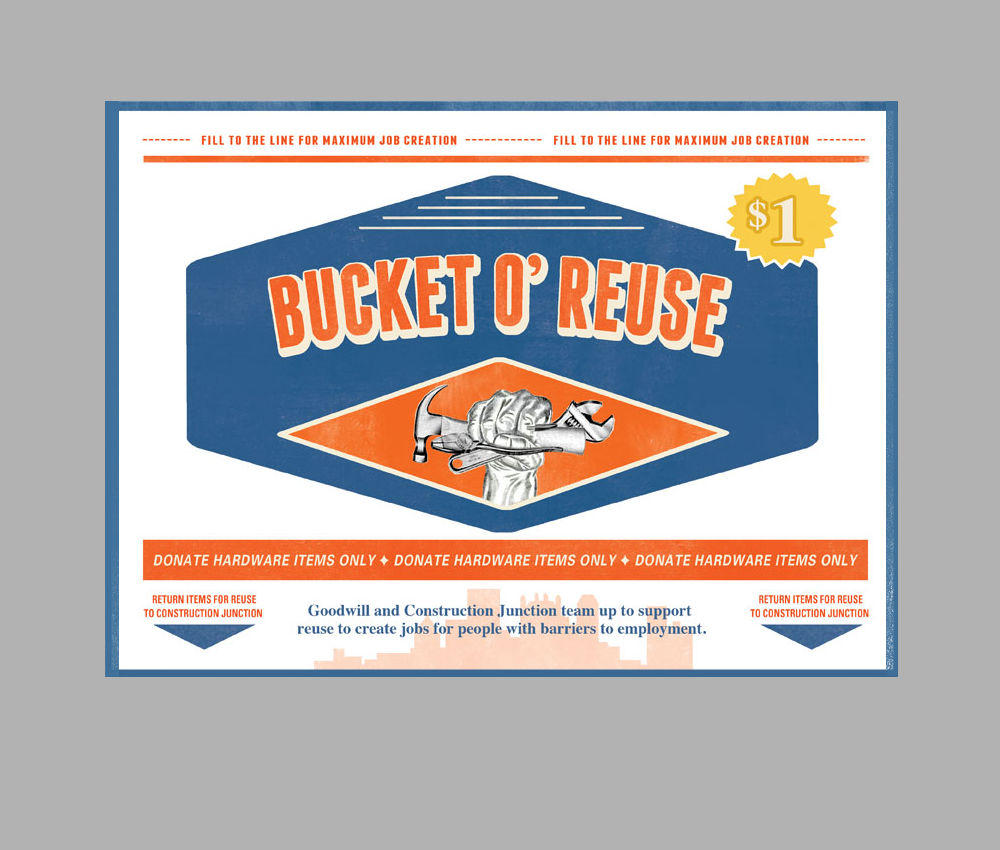 FILL TO THE LINE FOR MAXIMUM JOB CREATION FILL TO THE LINE FOR MAXIMUM JOB CREATION
$1
BUCKET O' REUSE
DONATE HARDWARE ITEMS ONLY ✦ DONATE HARDWARE ITEMS ONLY ✦ DONATE HARDWARE ITEMS ONLY
RETURN ITEMS FOR REUSE
TO CONSTRUCTION JUNCTION
Goodwill and Construction Junction team up to support
reuse to create jobs for people with barriers to employment.
RETURN ITEMS FOR REUSE
TO CONSTRUCTION JUNCTION